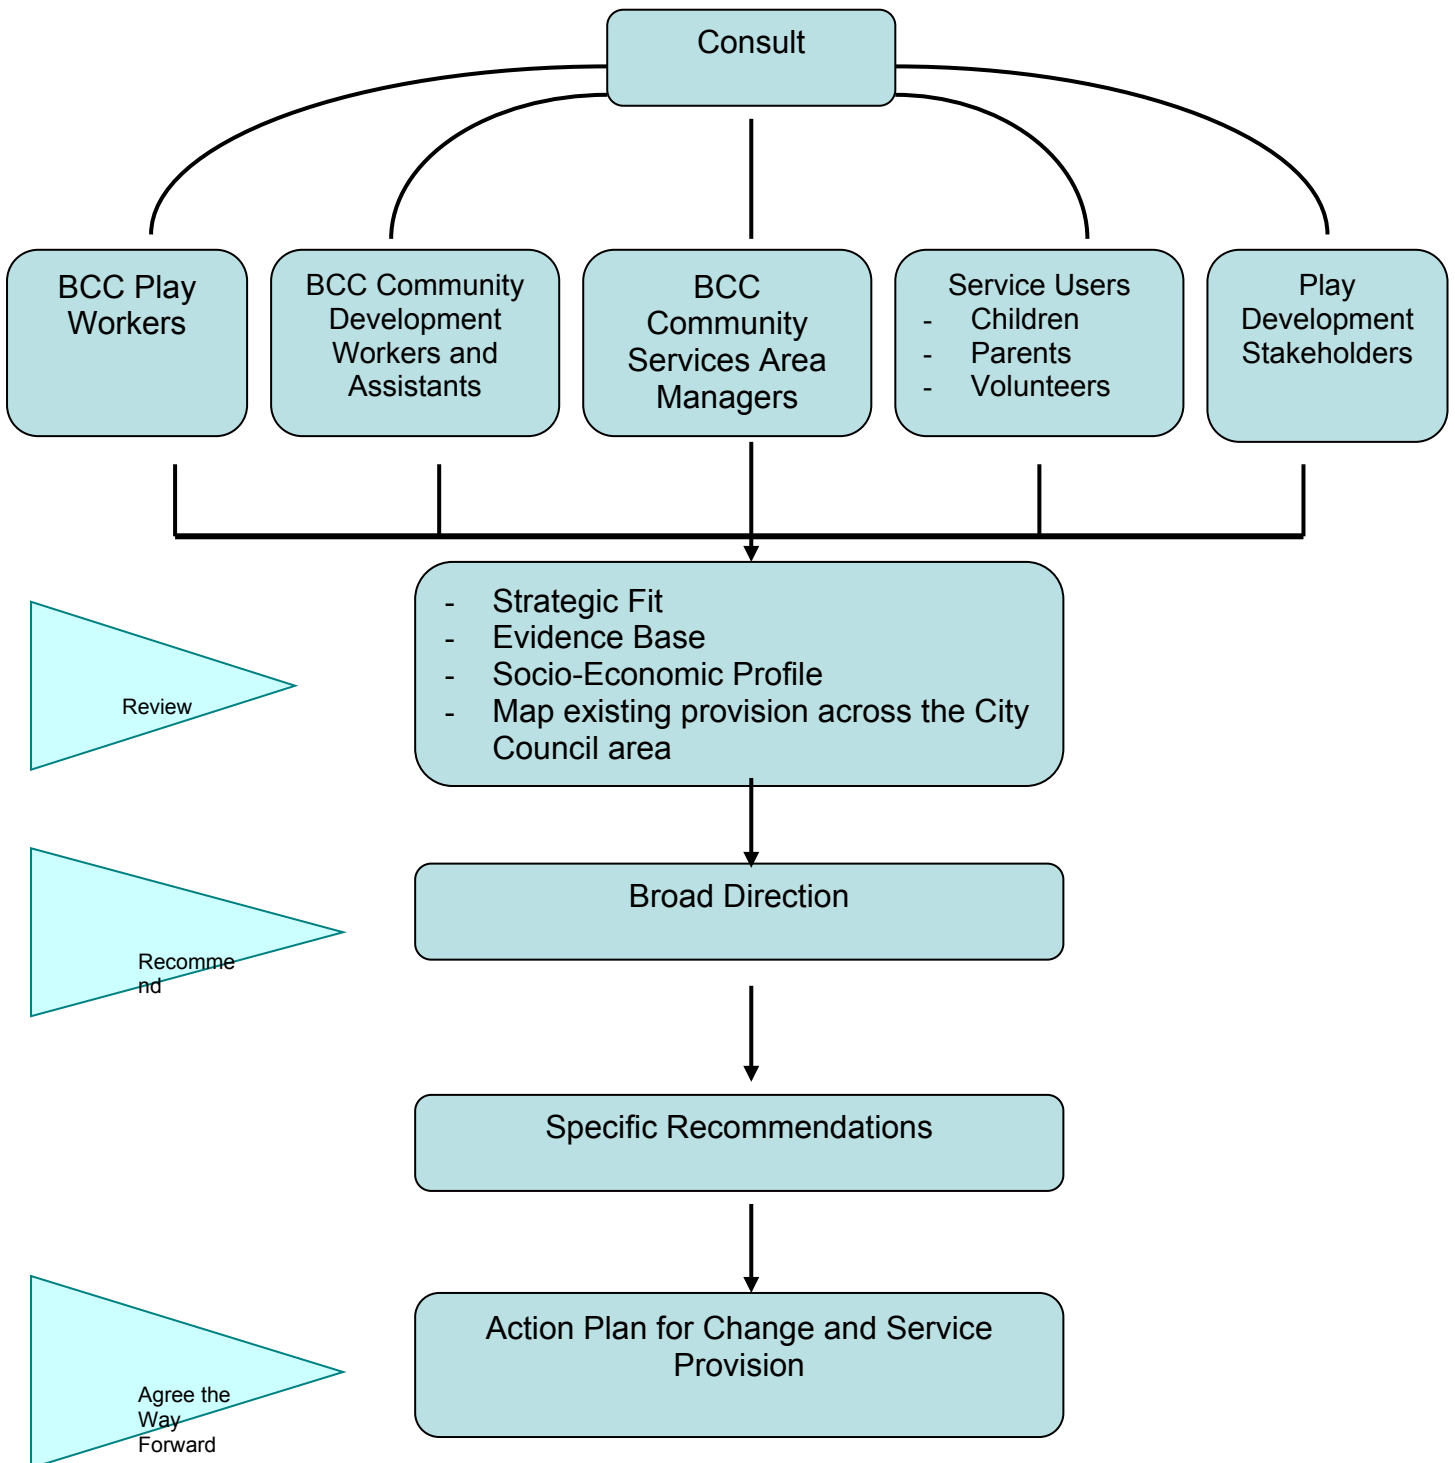 Consult
BCC Play
Workers
BCC Community
Development
Workers and
Assistants
BCC
Community
Services Area
Managers
Service Users
- Children
- Parents
- Volunteers
Play
Development
Stakeholders
- Strategic Fit
- Evidence Base
- Socio-Economic Profile
- Map existing provision across the City
Council area
Review
Broad Direction
Recomme
nd
Specific Recommendations
Action Plan for Change and Service
Provision
Agree the
Way
Forward